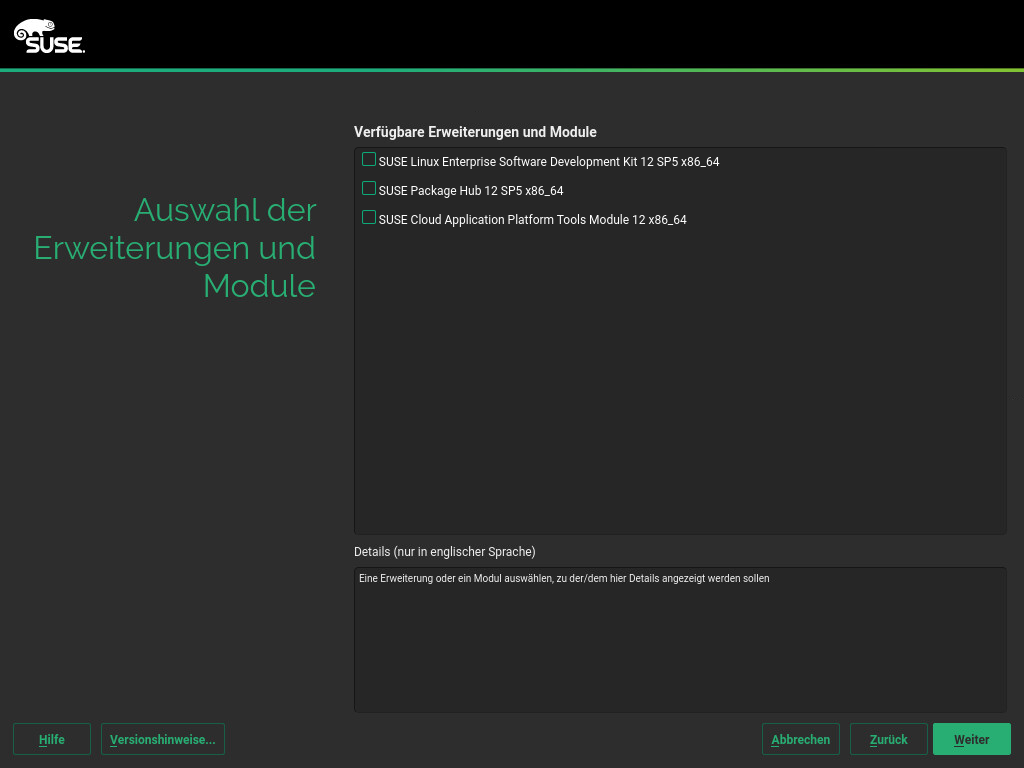 SUSE.
Verfügbare Erweiterungen und Module
SUSE Linux Enterprise Software Development Kit 12 SP5 x86_64
SUSE Package Hub 12 SP5 x86_64
SUSE Cloud Application Platform Tools Module 12 x86_64
Auswahl der
Erweiterungen und
Module
Details (nur in englischer Sprache)
Eine Erweiterung oder ein Modul auswählen, zu der/dem hier Details angezeigt werden sollen
Hilfe
Versionshinweise...
Abbrechen
Zurück
Weiter